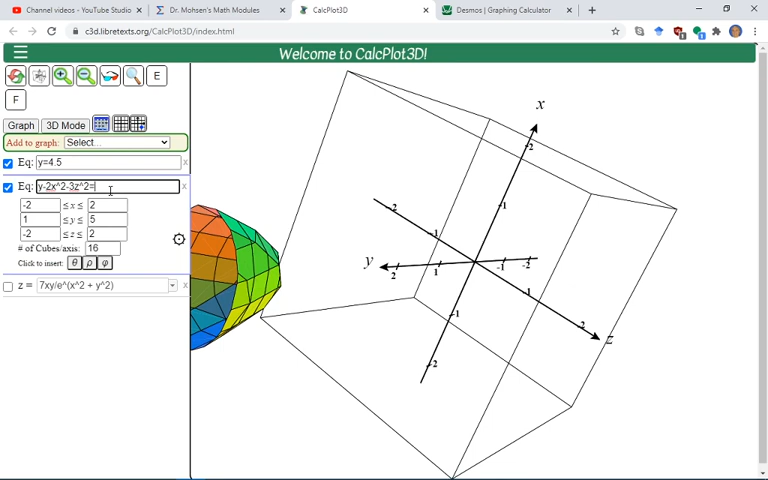 Channel videos - YouTube Studio
Dr. Mohsen's Math Modules
CalcPlot3D
Desmos | Graphing Calculator
c3d.libretexts.org/CalcPlot3D/index.html
Welcome to CalcPlot3D!
E
F
Graph
3D Mode
Add to graph: Select...
Eq: y=4.5 x
Eq: y-2x^2-3z^2= x
-2 ≤ x ≤ 2
1 ≤ y ≤ 5
-2 ≤ z ≤ 2
# of Cubes/axis: 16
Click to insert: θ ρ φ
z = 7xy/e^(x^2 + y^2) x
x
2
-2
1
-1
y
2
1
-1
-2
1
2
z
-1
-2